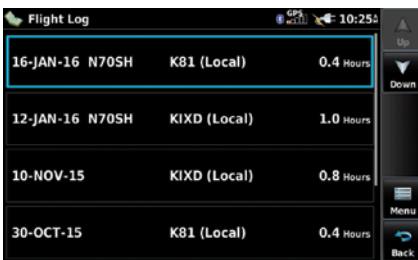 Flight Log
GPS
10:25
Up
16-JAN-16 N70SH K81 (Local) 0.4 Hours
Down
12-JAN-16 N70SH KIXD (Local) 1.0 Hours
10-NOV-15 KIXD (Local) 0.8 Hours
Menu
30-OCT-15 K81 (Local) 0.4 Hours
Back